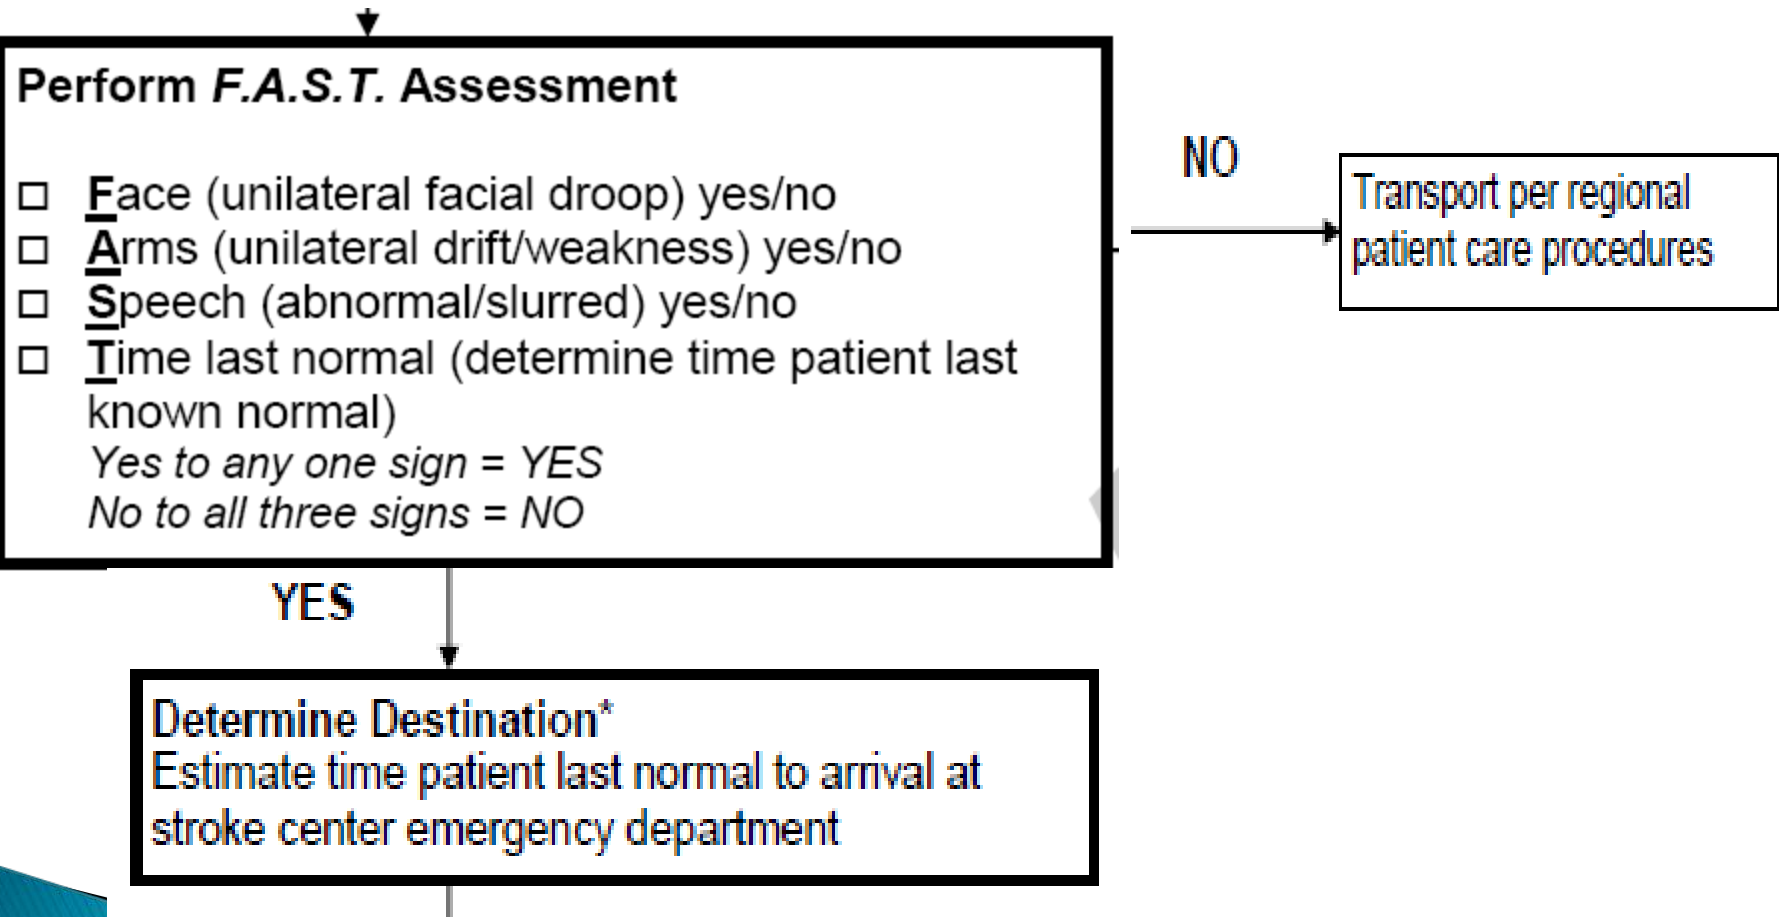 Perform F.A.S.T. Assessment
□ Face (unilateral facial droop) yes/no
□ Arms (unilateral drift/weakness) yes/no
□ Speech (abnormal/slurred) yes/no
□ Time last normal (determine time patient last
known normal)
Yes to any one sign = YES
No to all three signs = NO
NO
Transport per regional
patient care procedures
YES
Determine Destination*
Estimate time patient last normal to arrival at
stroke center emergency department